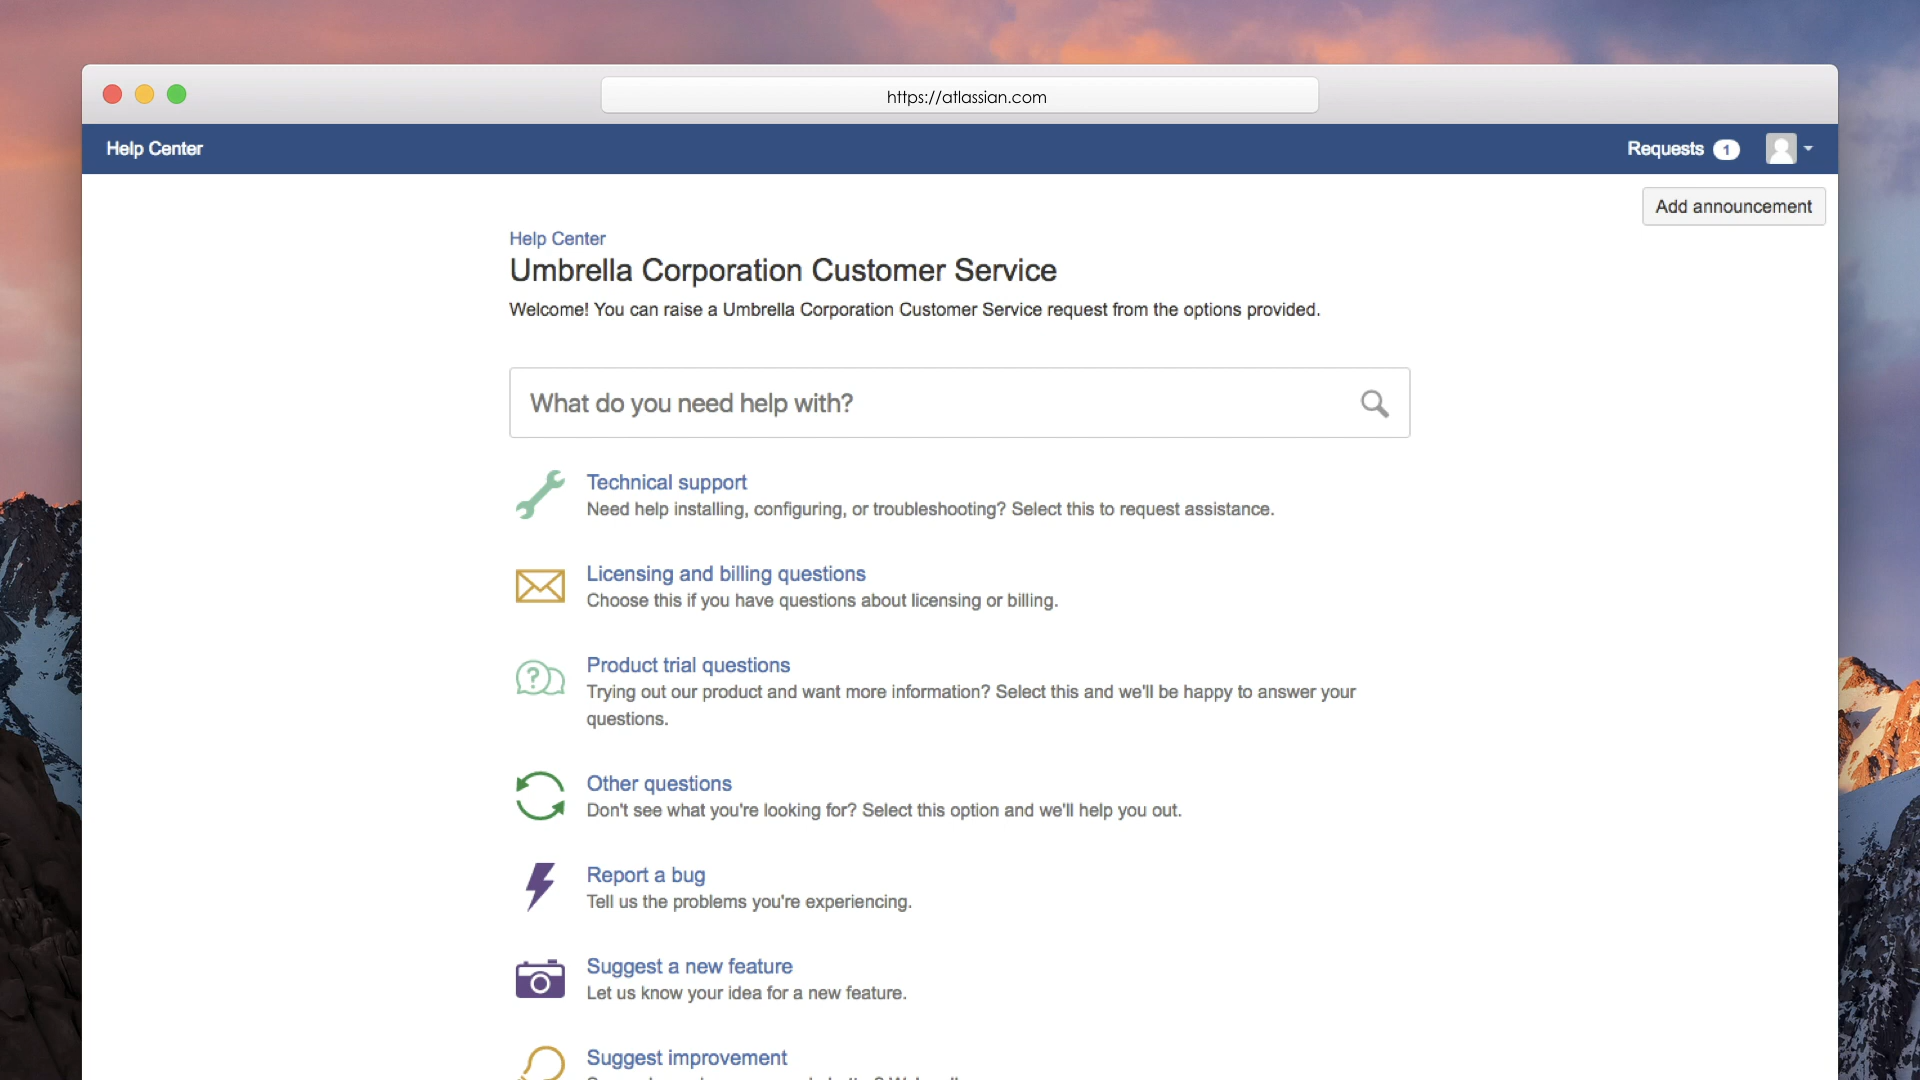 https://atlassian.com
Help Center
Requests 1
Add announcement
Help Center
Umbrella Corporation Customer Service
Welcome! You can raise a Umbrella Corporation Customer Service request from the options provided.
What do you need help with?
Technical support
Need help installing, configuring, or troubleshooting? Select this to request assistance.
Licensing and billing questions
Choose this if you have questions about licensing or billing.
Product trial questions
Trying out our product and want more information? Select this and we'll be happy to answer your
questions.
Other questions
Don't see what you're looking for? Select this option and we'll help you out.
Report a bug
Tell us the problems you're experiencing.
Suggest a new feature
Let us know your idea for a new feature.
Suggest improvement